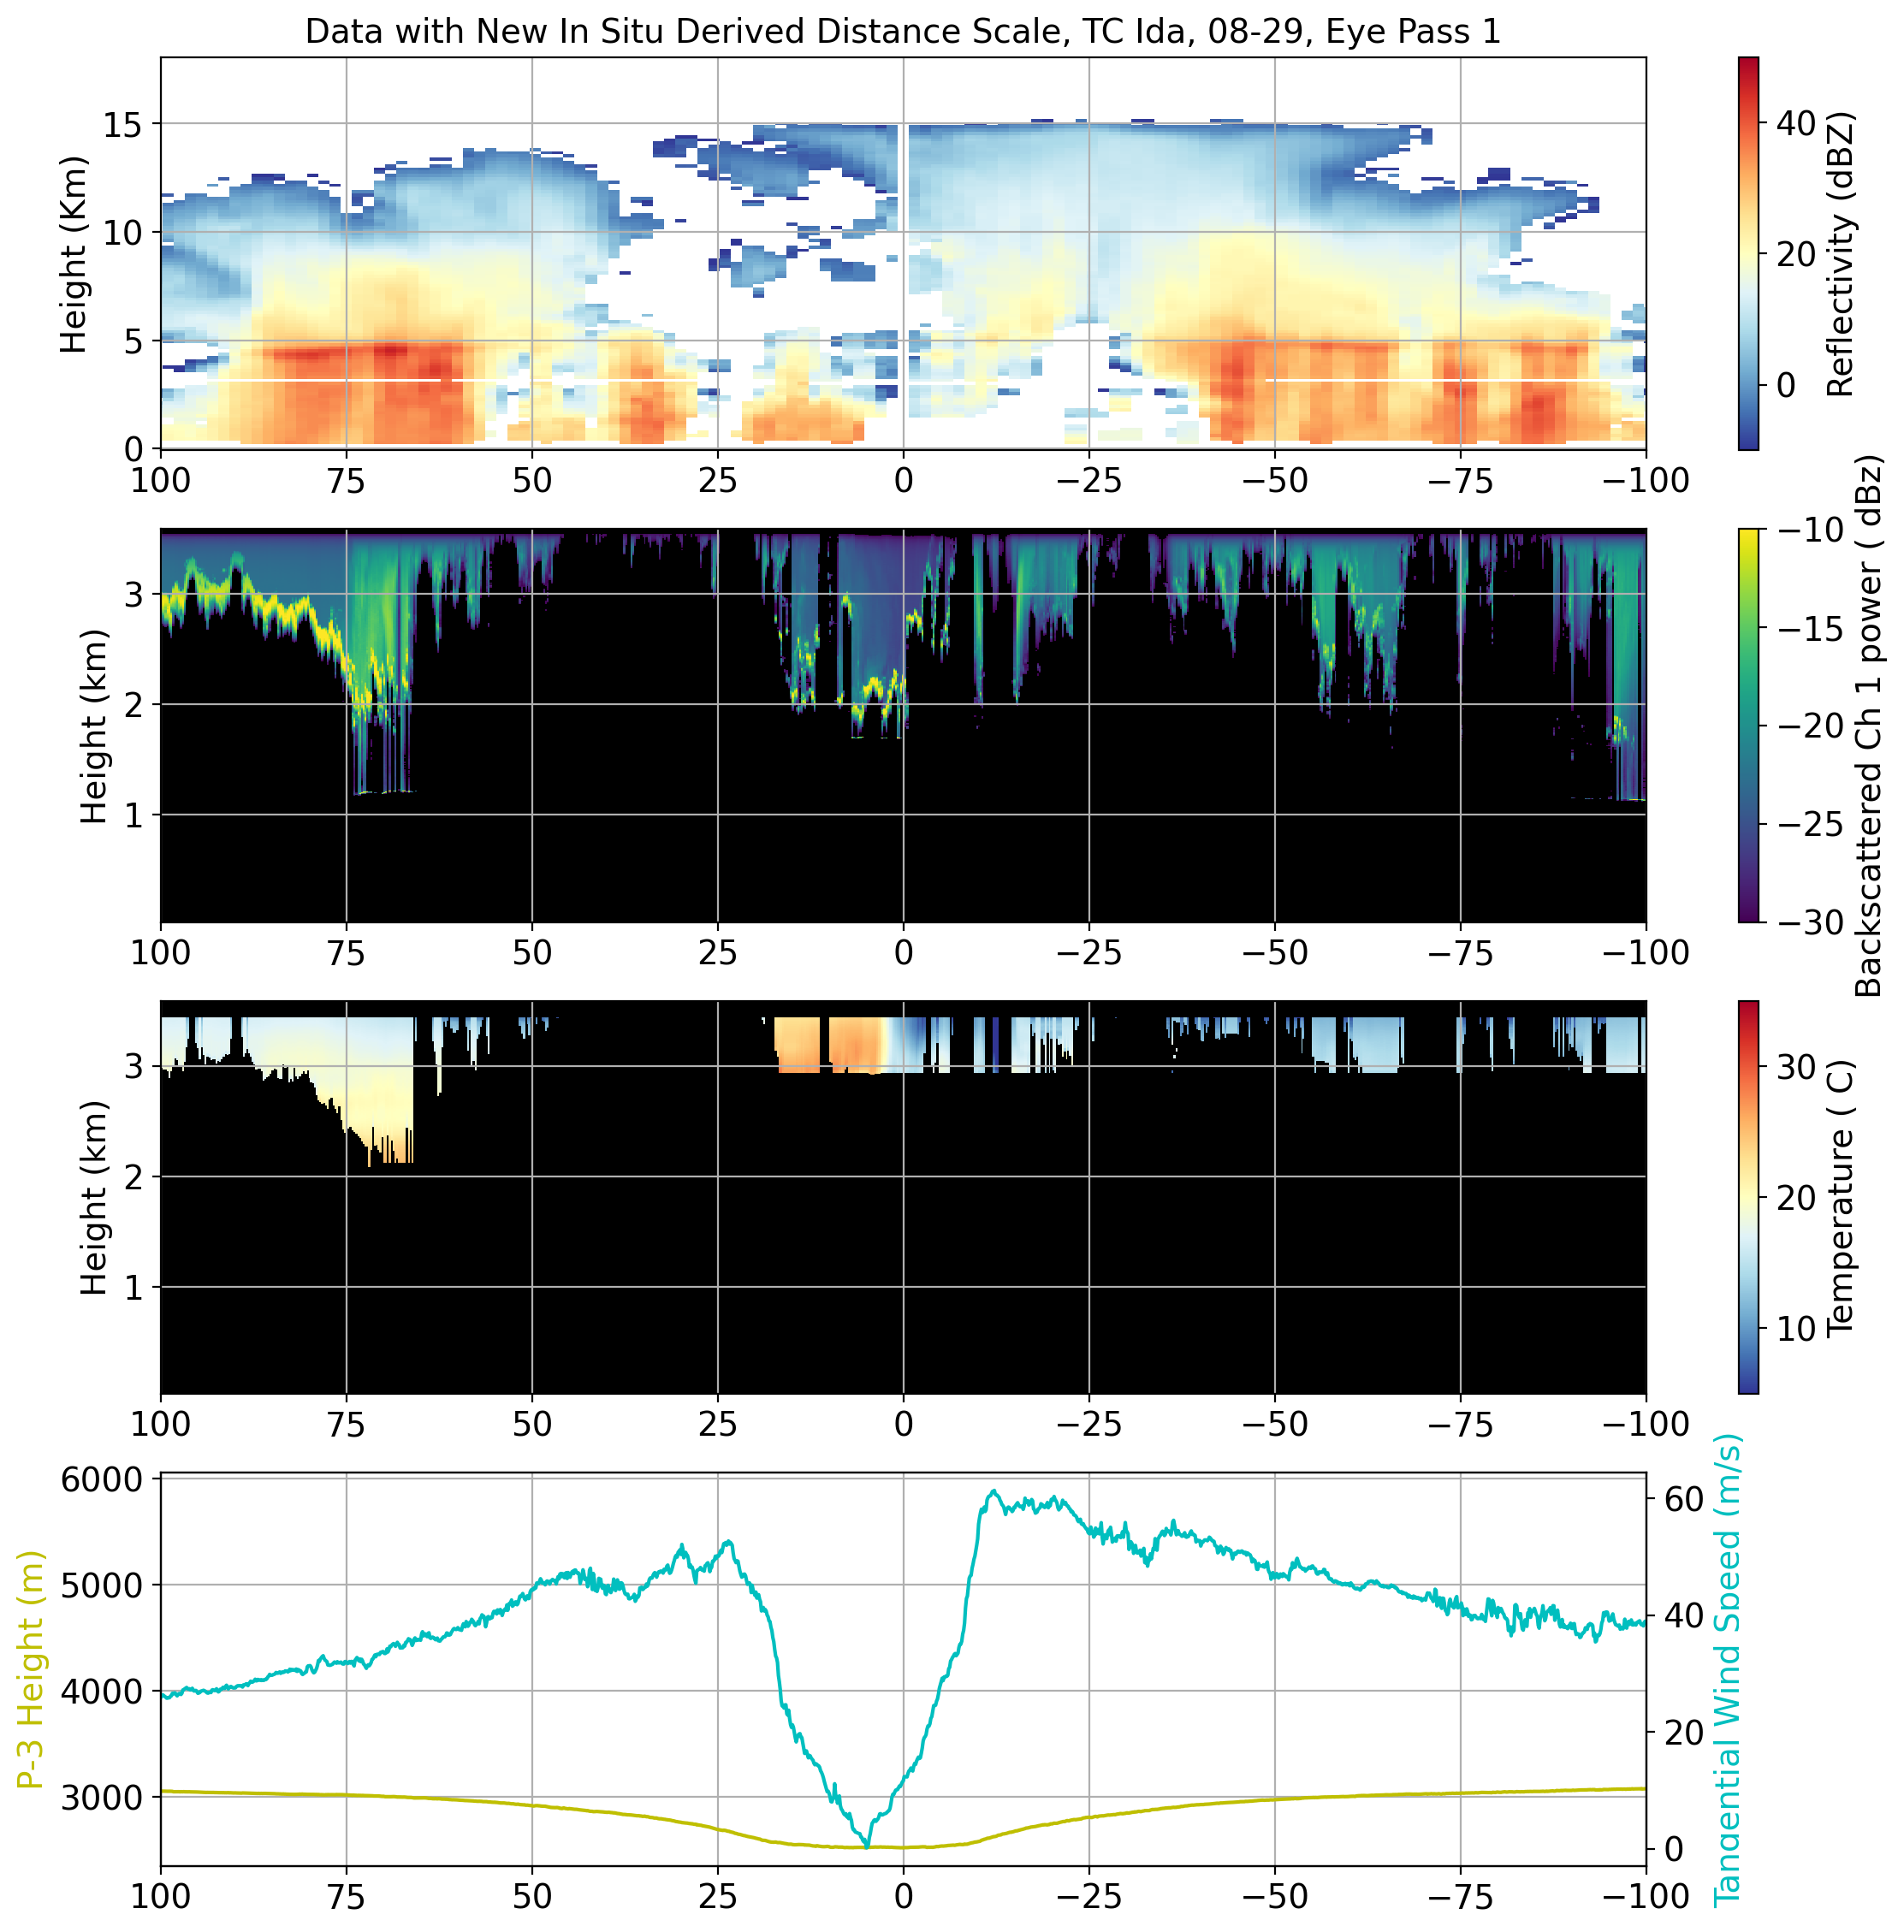 Data with New In Situ Derived Distance Scale, TC Ida, 08-29, Eye Pass 1
Height (Km)
15
10
5
0
100 75 50 25 0 −25 −50 −75 −100
40
20
0
Reflectivity (dBZ)
Height (km)
3
2
1
100 75 50 25 0 −25 −50 −75 −100
−10
−15
−20
−25
−30
Backscattered Ch 1 power ( dBz)
Height (km)
3
2
1
100 75 50 25 0 −25 −50 −75 −100
30
20
10
Temperature ( C)
P-3 Height (m)
6000
5000
4000
3000
100 75 50 25 0 −25 −50 −75 −100
60
40
20
0
Tangential Wind Speed (m/s)